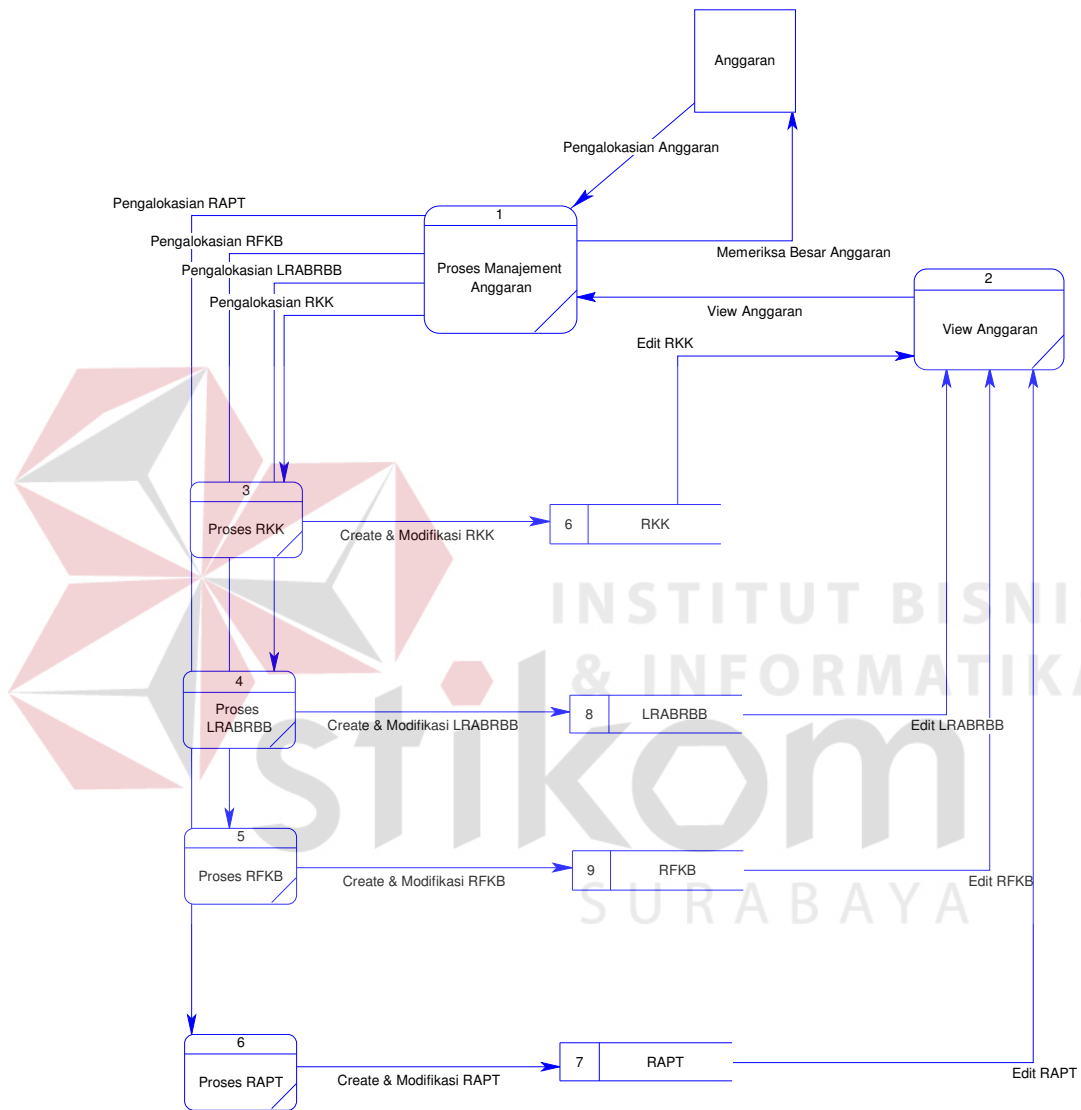 Anggaran
Pengalokasian Anggaran
Pengalokasian RAPT
1
Pengalokasian RFKB
Memeriksa Besar Anggaran
Proses Manajement
Anggaran
Pengalokasian LRABRBB
Pengalokasian RKK
2
View Anggaran
View Anggaran
Edit RKK
3
Proses RKK
Create & Modifikasi RKK
6
RKK
INSTITUT BISNIS
& INFORMATIKA
4
Proses
LRABRBB
Create & Modifikasi LRABRBB
8
LRABRBB
Edit LRABRBB
stikom
5
Proses RFKB
Create & Modifikasi RFKB
9
RFKB
Edit RFKB
SURABAYA
6
Proses RAPT
Create & Modifikasi RAPT
7
RAPT
Edit RAPT